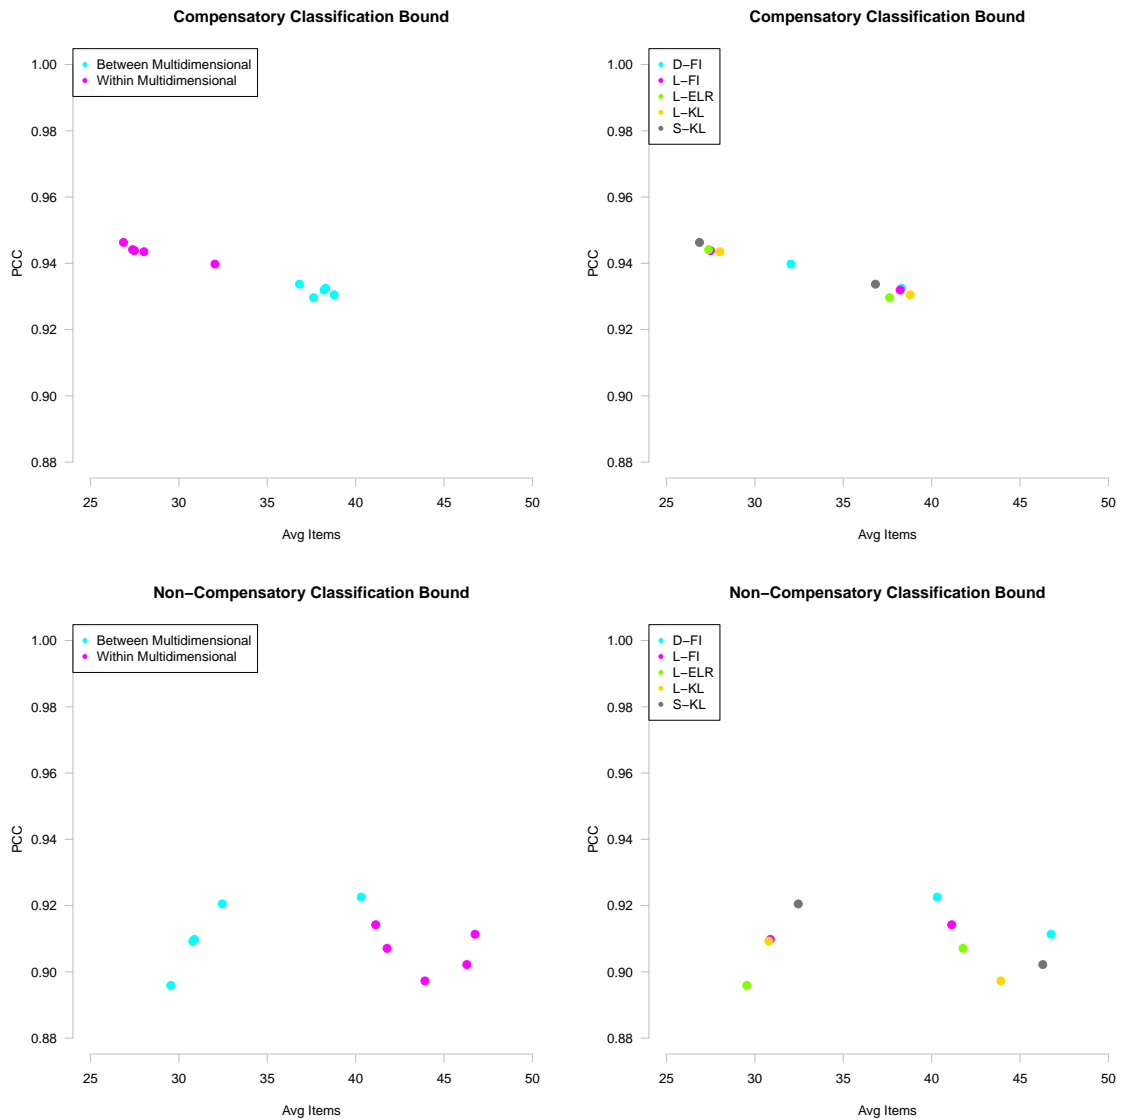 Compensatory Classification Bound
Between Multidimensional
Within Multidimensional
1.00
0.98
0.96
0.94
0.92
0.90
0.88
PCC
25 30 35 40 45 50
Avg Items
Compensatory Classification Bound
D−FI
L−FI
L−ELR
L−KL
S−KL
1.00
0.98
0.96
0.94
0.92
0.90
0.88
PCC
25 30 35 40 45 50
Avg Items
Non−Compensatory Classification Bound
Between Multidimensional
Within Multidimensional
1.00
0.98
0.96
0.94
0.92
0.90
0.88
PCC
25 30 35 40 45 50
Avg Items
Non−Compensatory Classification Bound
D−FI
L−FI
L−ELR
L−KL
S−KL
1.00
0.98
0.96
0.94
0.92
0.90
0.88
PCC
25 30 35 40 45 50
Avg Items